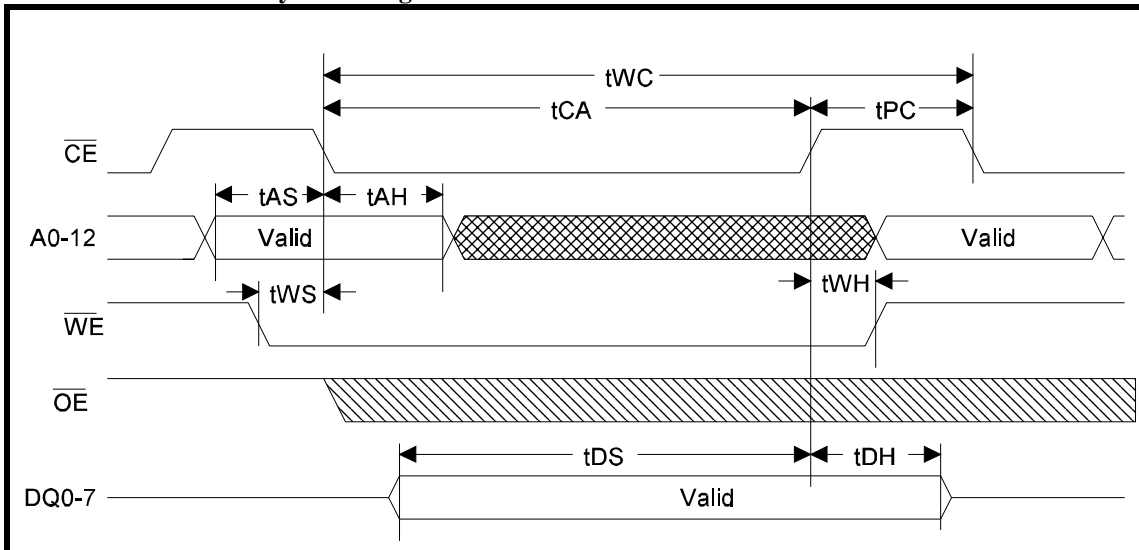 tWC
tCA tPC
CE
tAS tAH
A0-12 Valid Valid
tWS tWH
WE
OE
tDS tDH
DQ0-7 Valid